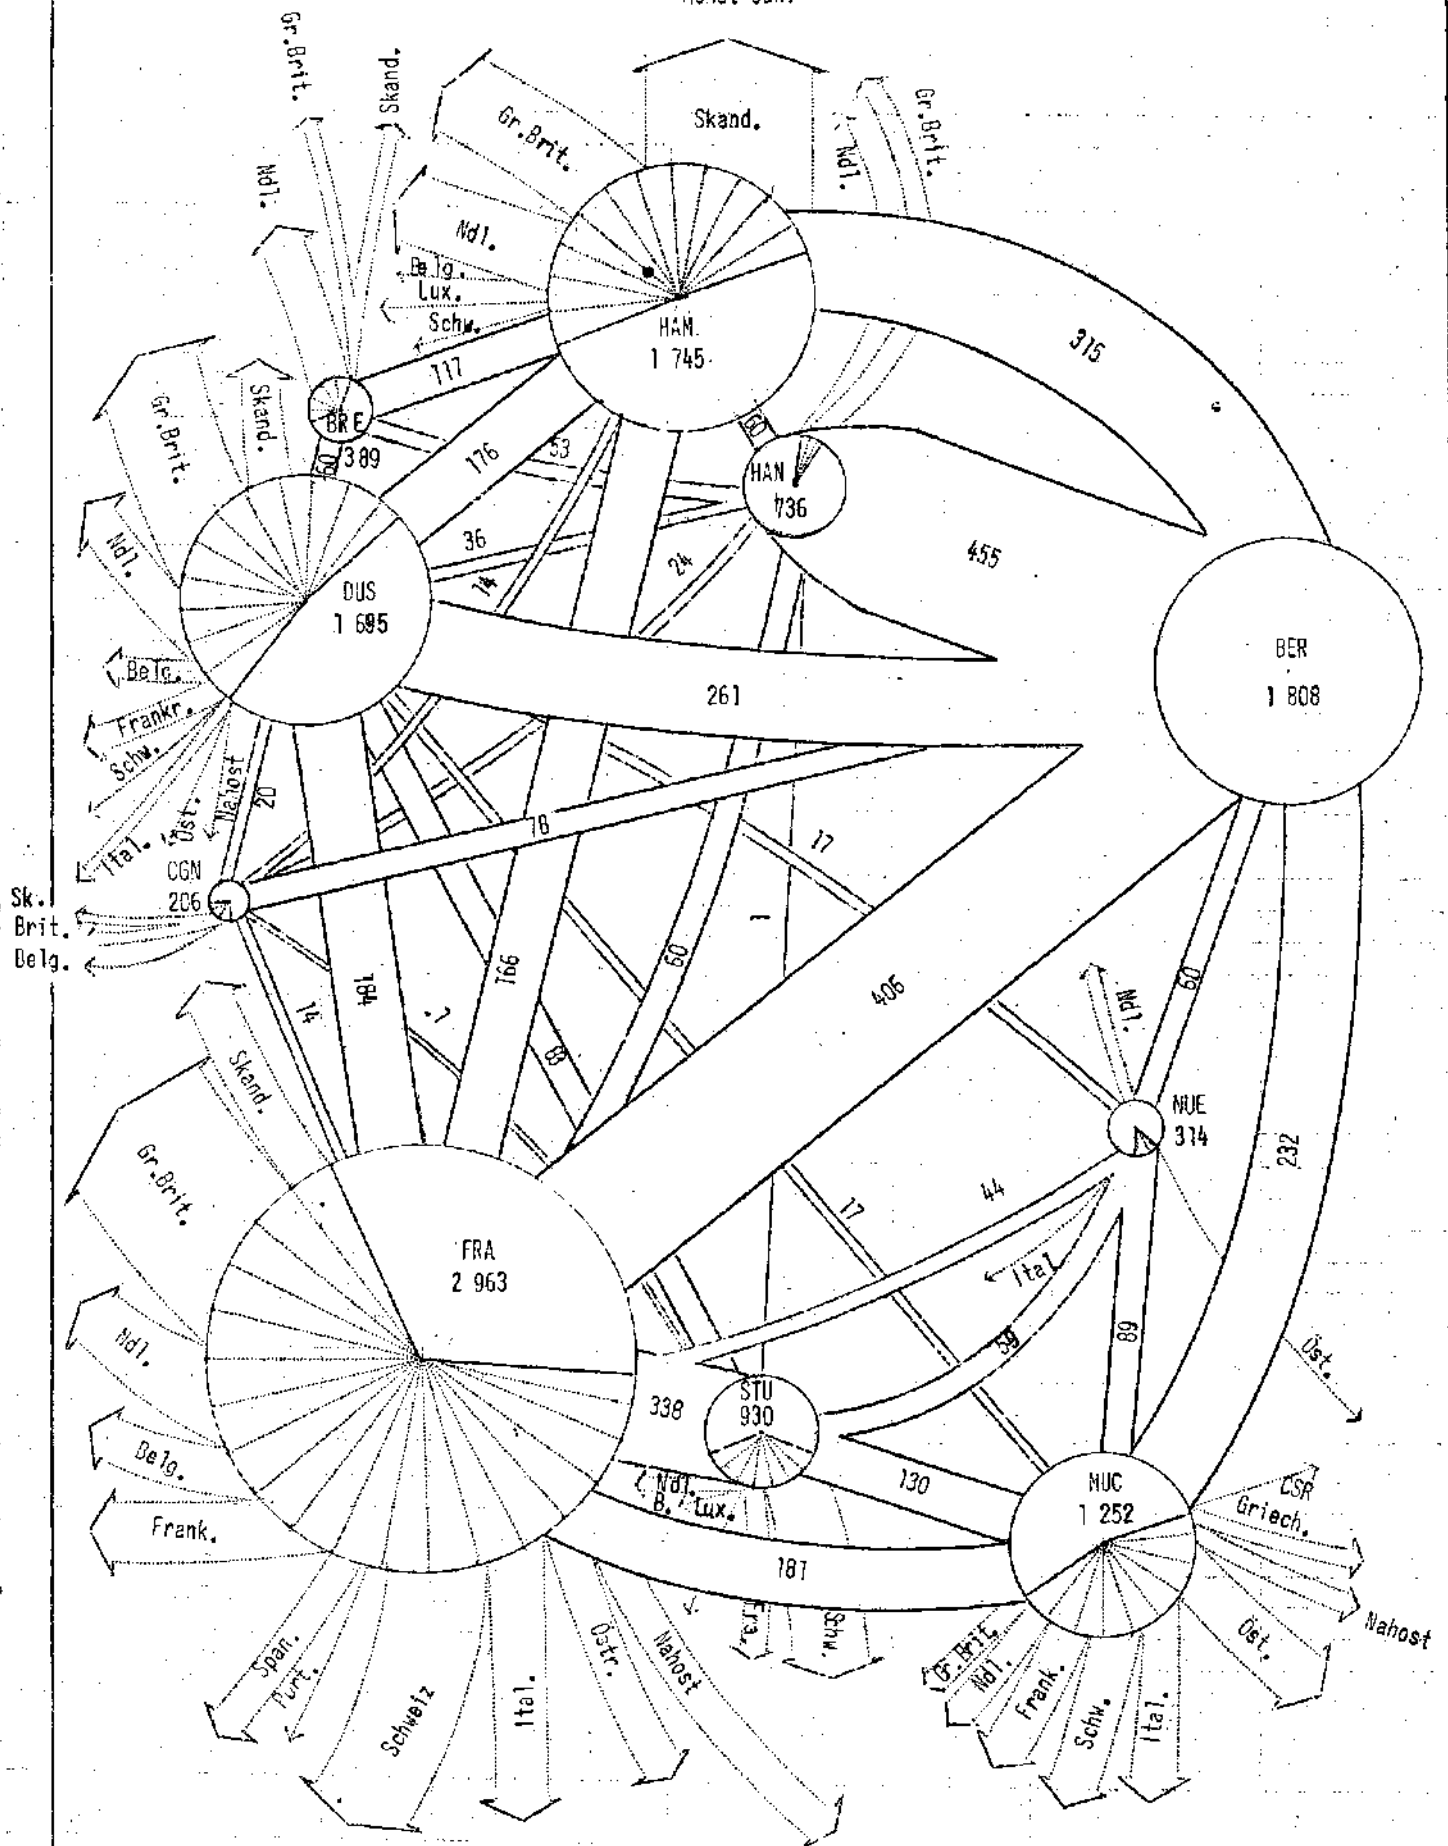 Gr.Brit.
Skand.
Gr.Brit.
Skand.
Ndl.
Gr.Brit.
Ndl.
Ndl.
Belg.
Lux.
Schw.
HAM.
1 745
315
117
BRE
389
60
176
53
60
HAN
736
Gr.Brit.
Skand.
Ndl.
36
14
24
455
DUS
1 695
BER
1 808
Belg.
Frankr.
Schw.
Ital.
Öst.
Nahost
20
261
CGN
206
Sk.
Brit.
Belg.
78
17
14
184
7
166
83
60
1
406
60
Ndl.
NUE
314
Skand.
Gr.Brit.
Ndl.
Belg.
Frank.
FRA
2 963
17
44
Ital.
232
59
89
Öst.
338
STU
930
130
MUC
1 252
Ndl.
B.
Lux.
181
CSR
Griech.
Nahost
Öst.
Span.
Port.
Schweiz
Ital.
Östr.
Nahost
Fra.
Schw.
Gr.Brit.
Ndl.
Frank.
Schw.
Ital.